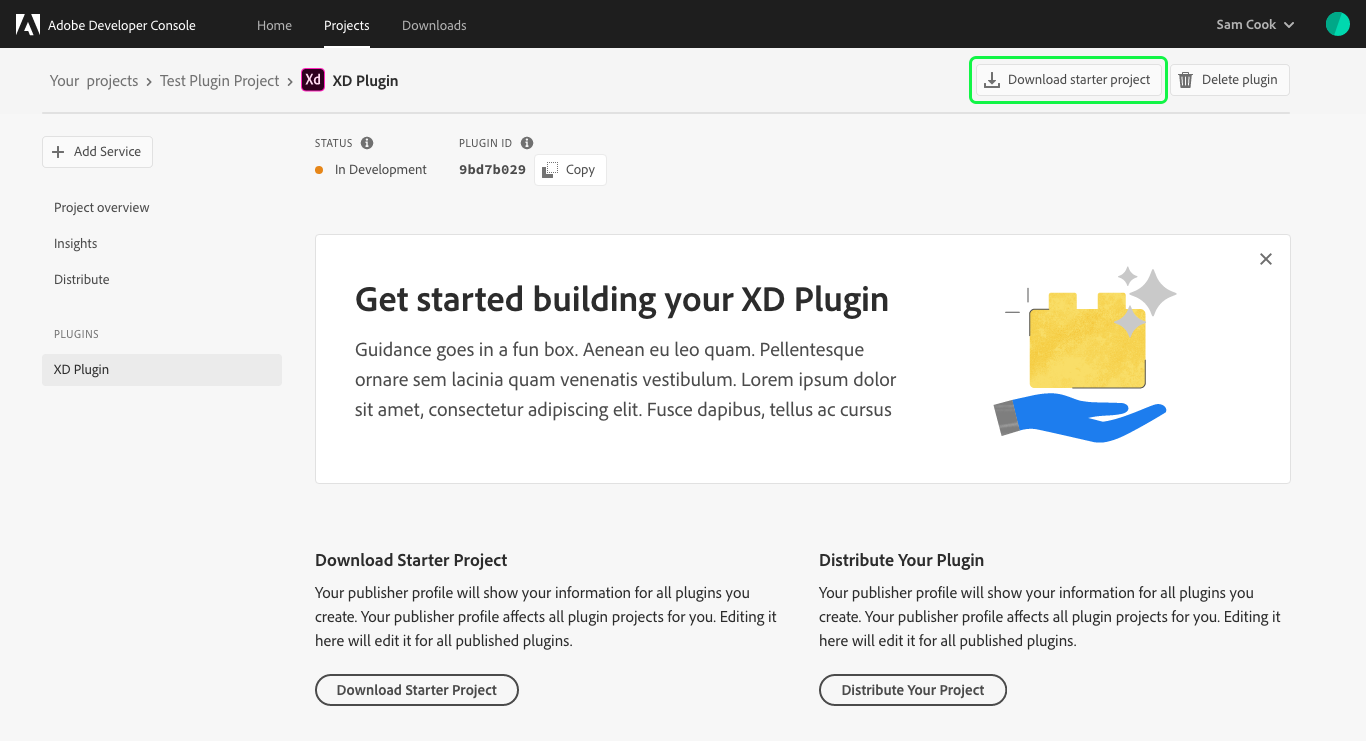 Adobe Developer Console Home Projects Downloads Sam Cook
Your projects › Test Plugin Project › Xd XD Plugin Download starter project Delete plugin
Add Service
Project overview
Insights
Distribute
PLUGINS
XD Plugin
STATUS PLUGIN ID
In Development 9bd7b029 Copy
Get started building your XD Plugin
Guidance goes in a fun box. Aenean eu leo quam. Pellentesque
ornare sem lacinia quam venenatis vestibulum. Lorem ipsum dolor
sit amet, consectetur adipiscing elit. Fusce dapibus, tellus ac cursus
Download Starter Project
Your publisher profile will show your information for all plugins you
create. Your publisher profile affects all plugin projects for you. Editing it
here will edit it for all published plugins.
Download Starter Project
Distribute Your Plugin
Your publisher profile will show your information for all plugins you
create. Your publisher profile affects all plugin projects for you. Editing it
here will edit it for all published plugins.
Distribute Your Project